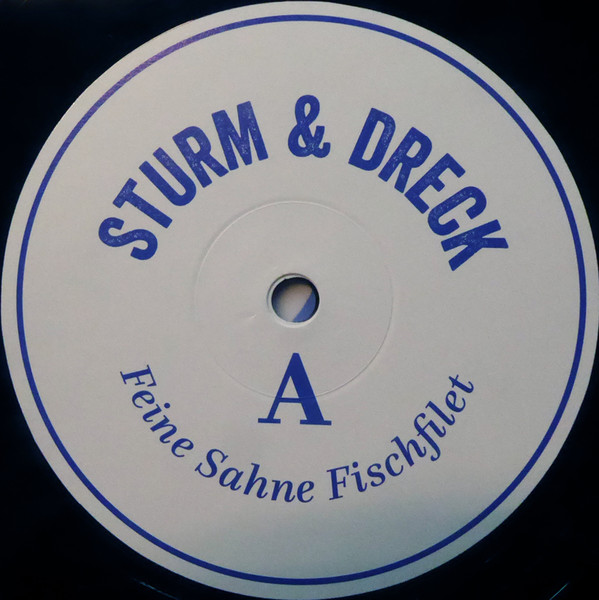 STURM & DRECK
A
Feine Sahne Fischfilet